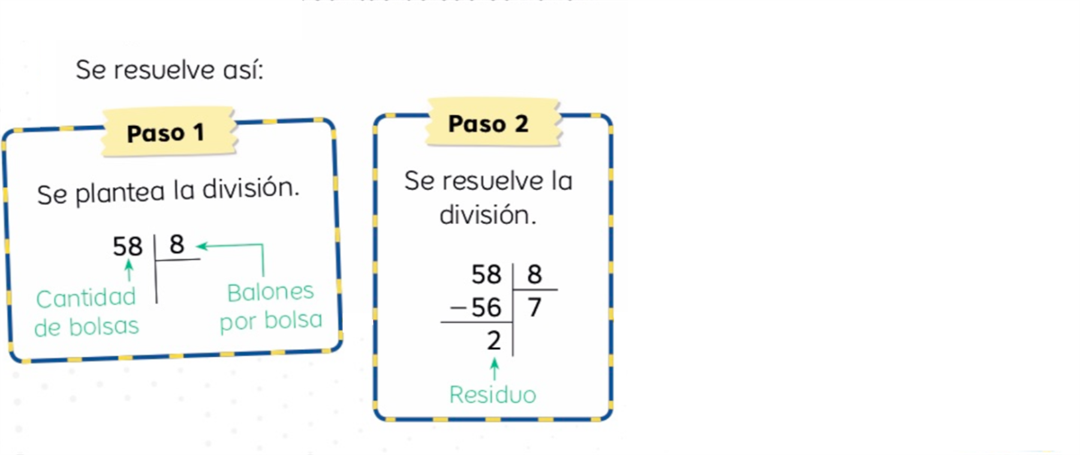 Se resuelve así:
Paso 1
Se plantea la división.
58 8
Cantidad
de bolsas
Balones
por bolsa
Paso 2
Se resuelve la
división.
58 8
−56 7
2
Residuo